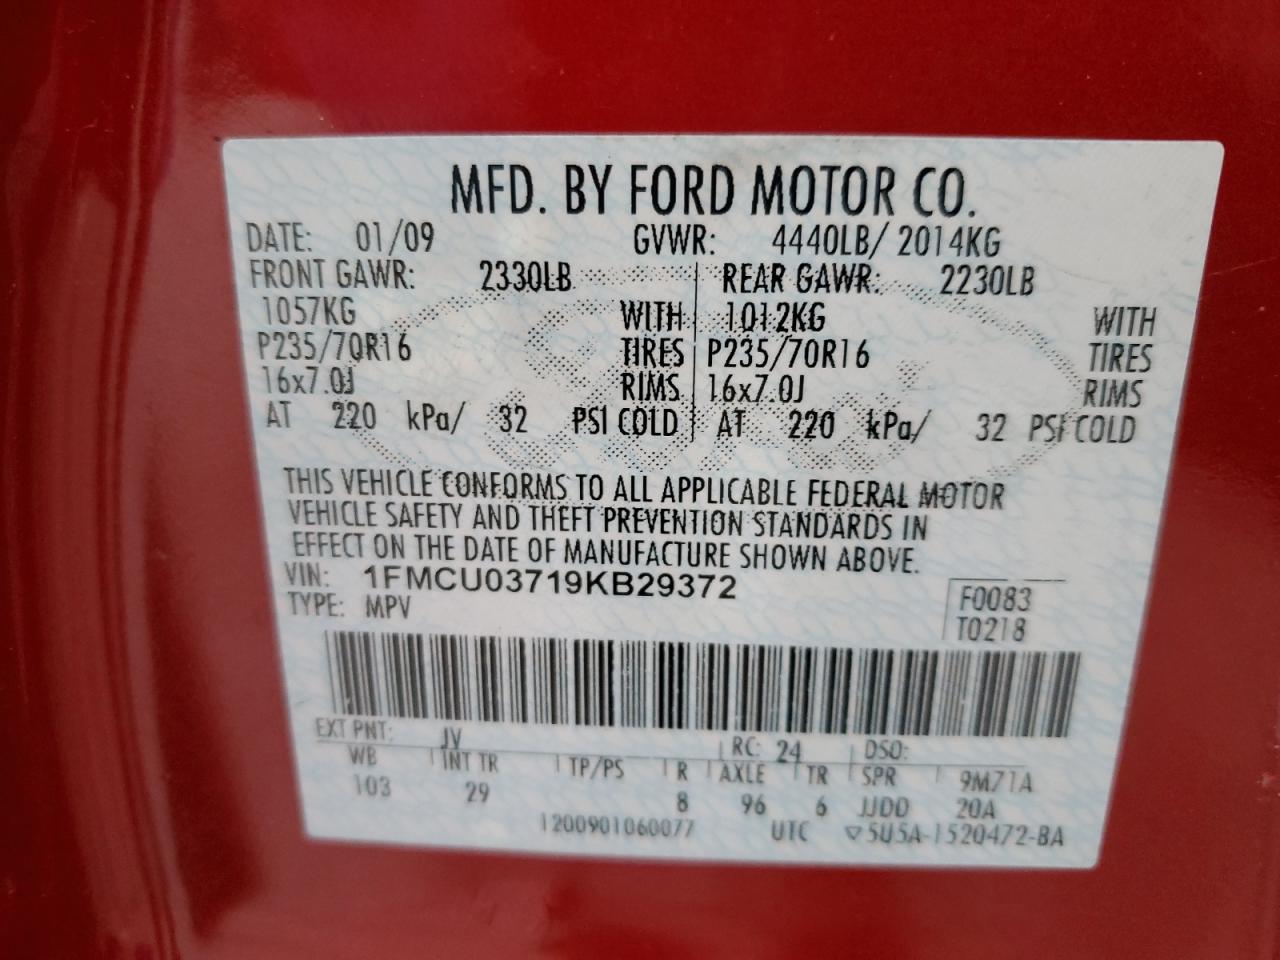 MFD. BY FORD MOTOR CO.
DATE: 01/09 GVWR: 4440LB/ 2014KG
FRONT GAWR: 2330LB REAR GAWR: 2230LB
1057KG WITH 1012KG WITH
P235/70R16 TIRES P235/70R16 TIRES
16x7.0J RIMS 16x7.0J RIMS
AT 220 kPa/ 32 PSI COLD AT 220 kPa/ 32 PSI COLD
THIS VEHICLE CONFORMS TO ALL APPLICABLE FEDERAL MOTOR
VEHICLE SAFETY AND THEFT PREVENTION STANDARDS IN
EFFECT ON THE DATE OF MANUFACTURE SHOWN ABOVE.
VIN: 1FMCU03719KB29372 F0083
TYPE: MPV T0218
EXT PNT: JV RC: 24 DSO:
WB INT TR TP/PS R AXLE TR SPR 9M71A
103 29 8 96 6 JJDD 20A
1200901060077 UTC ▽5U5A-1520472-BA